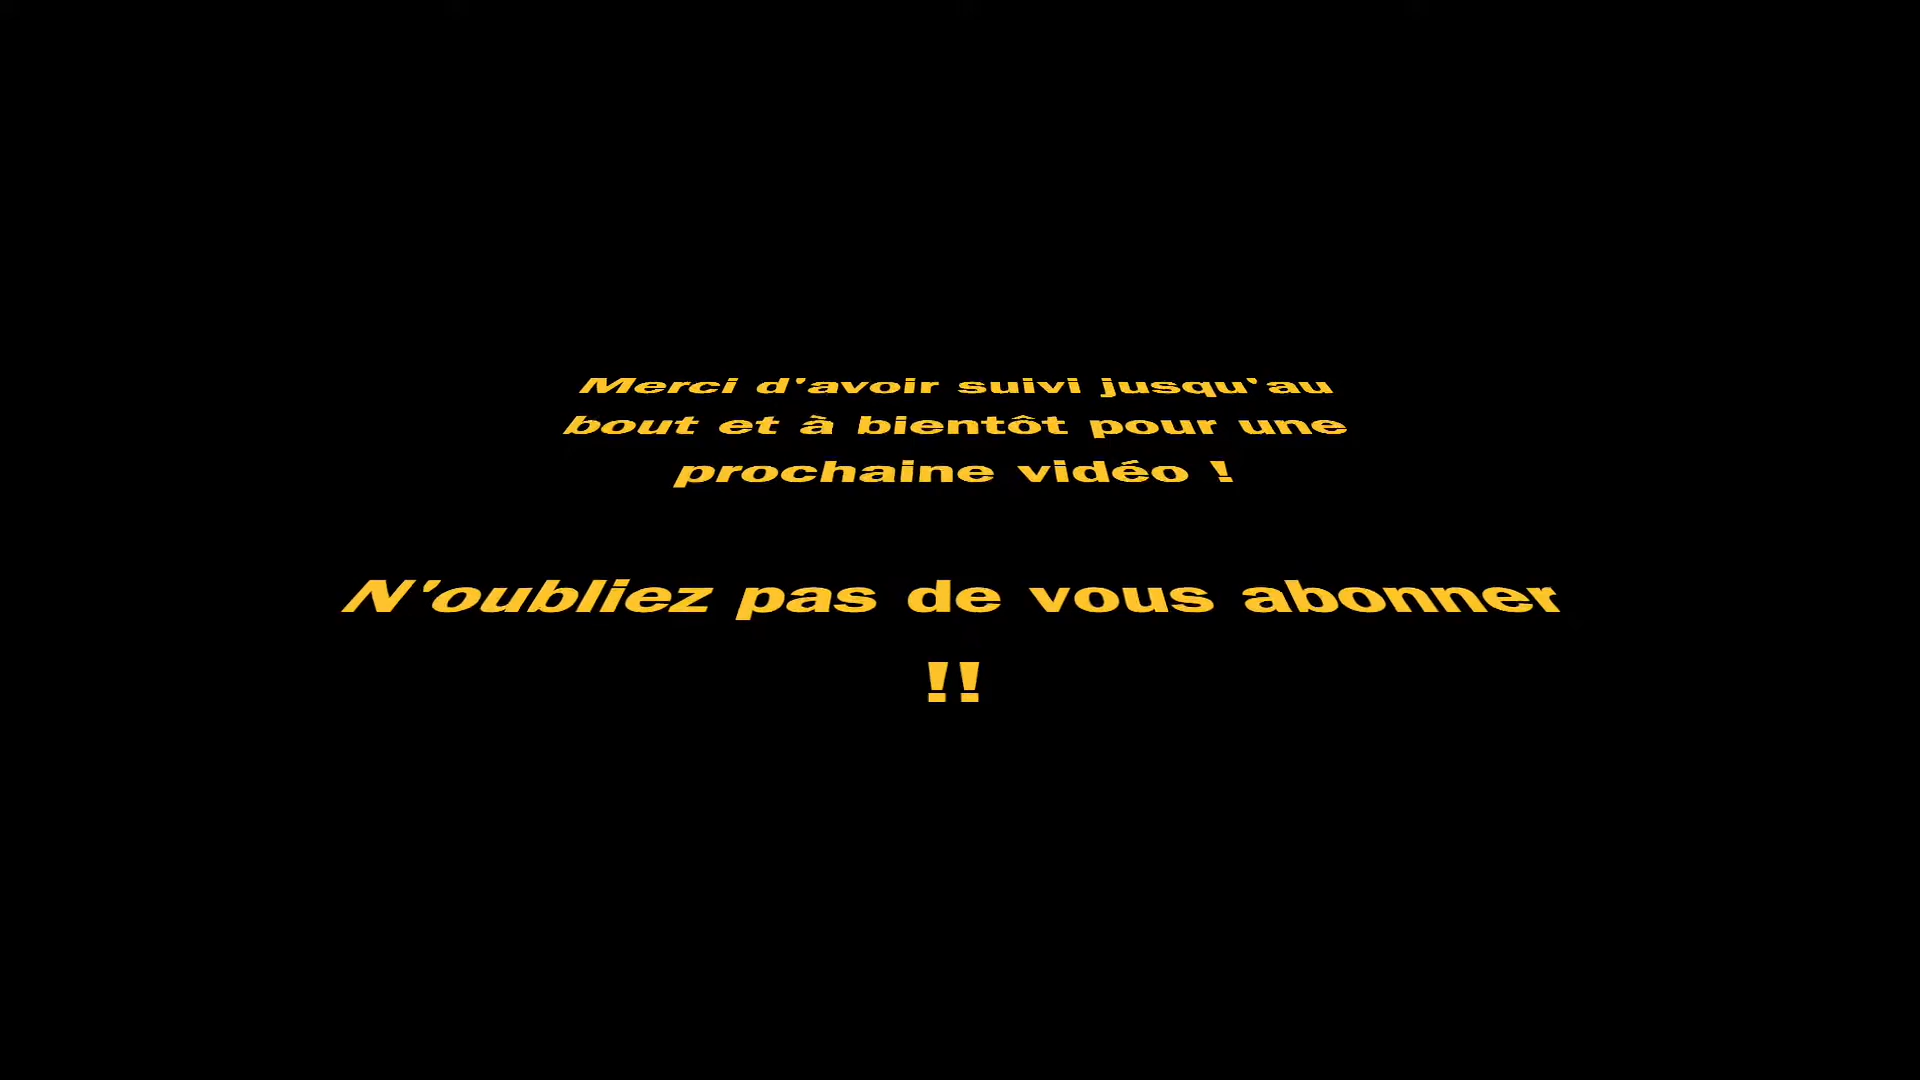 Merci d'avoir suivi jusqu'au
bout et à bientôt pour une
prochaine vidéo !
N'oubliez pas de vous abonner
!!